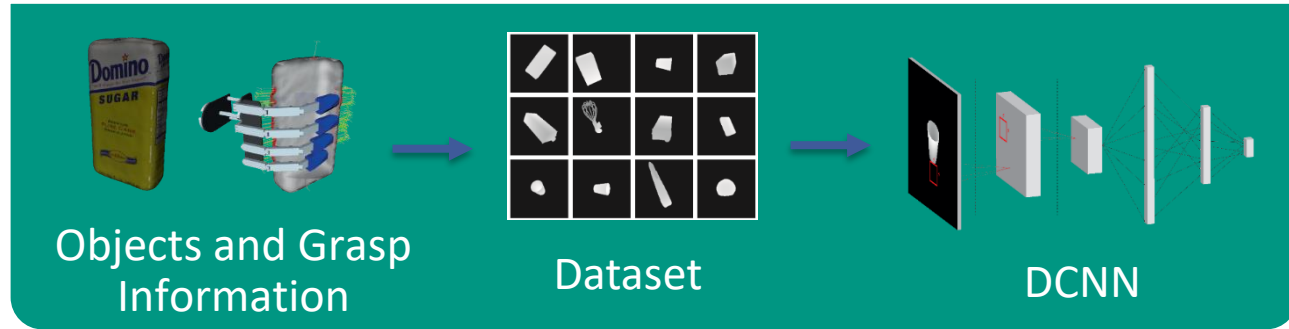 Domino
SUGAR
Objects and Grasp
Information
Dataset
DCNN